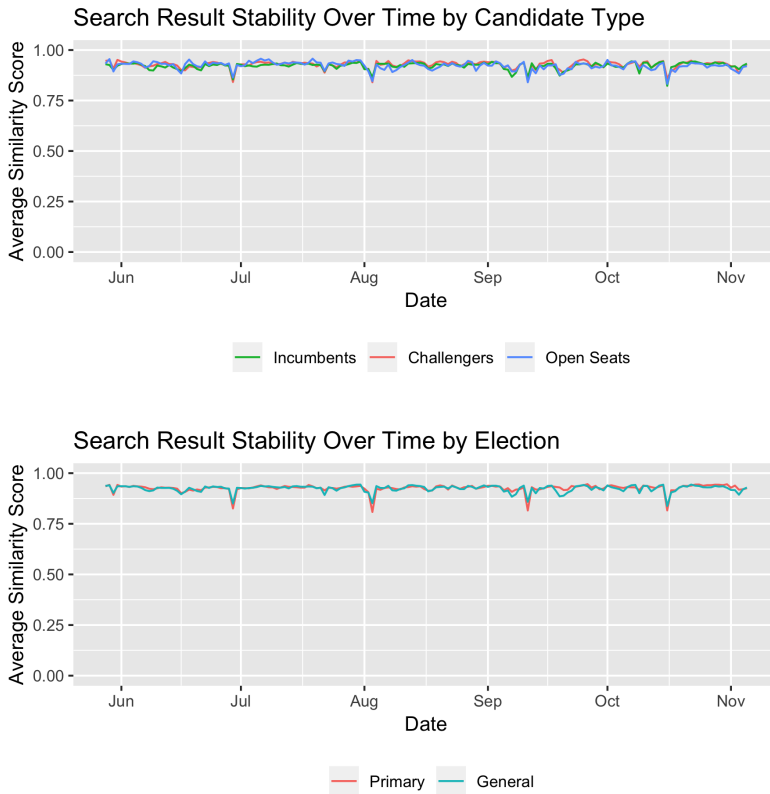 Search Result Stability Over Time by Candidate Type
Average Similarity Score
1.00
0.75
0.50
0.25
0.00
Jun Jul Aug Sep Oct Nov
Date
Incumbents Challengers Open Seats
Search Result Stability Over Time by Election
Average Similarity Score
1.00
0.75
0.50
0.25
0.00
Jun Jul Aug Sep Oct Nov
Date
Primary General